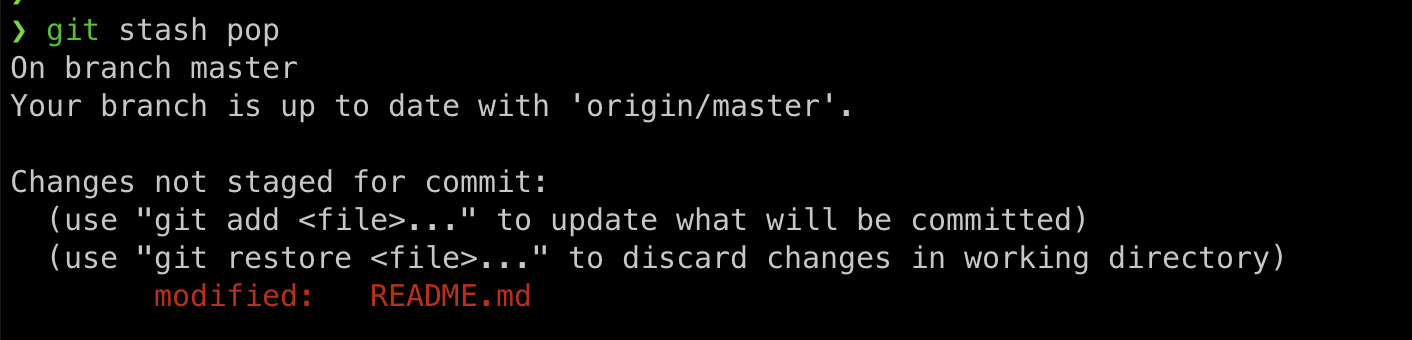 ❯ git stash pop
On branch master
Your branch is up to date with 'origin/master'.

Changes not staged for commit:
  (use "git add <file>..." to update what will be committed)
  (use "git restore <file>..." to discard changes in working directory)
        modified:   README.md